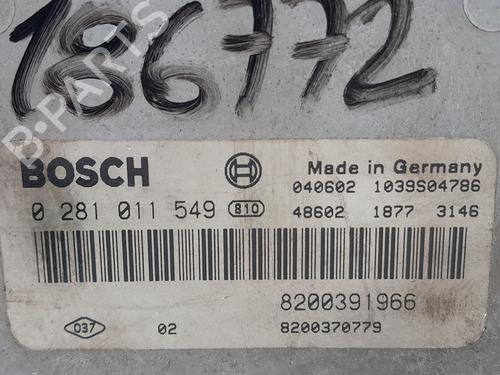 186772
B-PARTS
BOSCH
Made in Germany
040602 1039S04786
0 281 011 549 810
48602 1877 3146
8200391966
037 02 8200370779